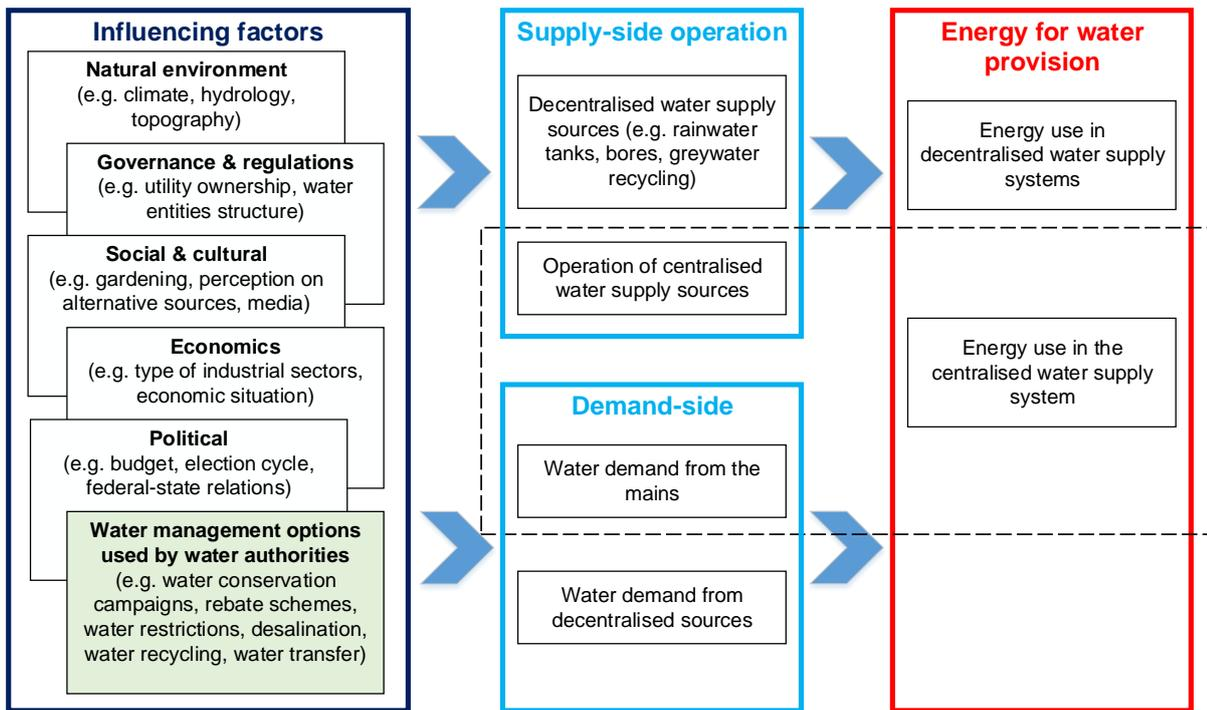 Influencing factors
Natural environment
(e.g. climate, hydrology,
topography)
Governance & regulations
(e.g. utility ownership, water
entities structure)
Social & cultural
(e.g. gardening, perception on
alternative sources, media)
Economics
(e.g. type of industrial sectors,
economic situation)
Political
(e.g. budget, election cycle,
federal-state relations)
Water management options
used by water authorities
(e.g. water conservation
campaigns, rebate schemes,
water restrictions, desalination,
water recycling, water transfer)
Supply-side operation
Decentralised water supply
sources (e.g. rainwater
tanks, bores, greywater
recycling)
Operation of centralised
water supply sources
Demand-side
Water demand from the
mains
Water demand from
decentralised sources
Energy for water
provision
Energy use in
decentralised water supply
systems
Energy use in the
centralised water supply
system